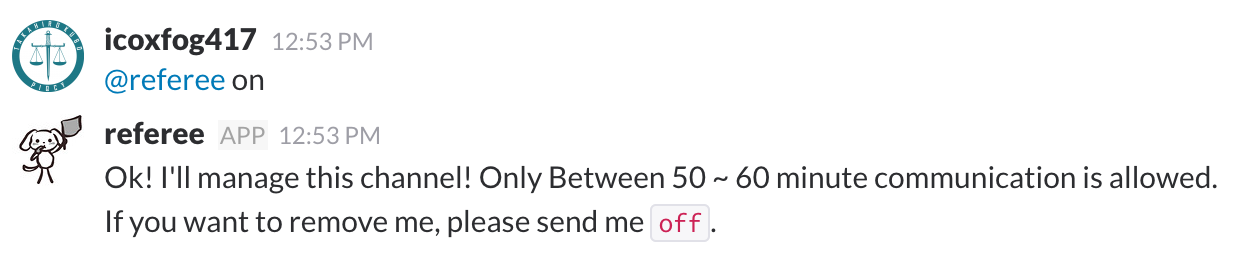 icoxfog417 12:53 PM
@referee on
referee APP 12:53 PM
Ok! I'll manage this channel! Only Between 50 ~ 60 minute communication is allowed.
If you want to remove me, please send me off.